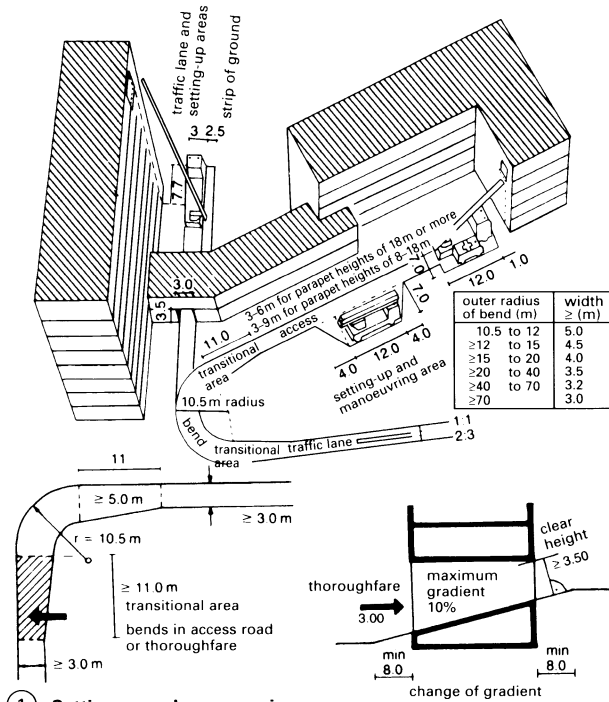 traffic lane and
setting-up areas
strip of ground
3 2.5
7.7
3.0
3.5
3-6m for parapet heights of 18m or more
3-9m for parapet heights of 8-18m
11.0
access
transitional
area
10.5m radius
bend
transitional traffic lane
area
1:1
2:3
7.0
7.0
12.0 1.0
4.0 12.0 4.0
setting-up and
manoeuvring area
outer radius width
of bend (m) ≥ (m)
10.5 to 12 5.0
≥12 to 15 4.5
≥15 to 20 4.0
≥20 to 40 3.5
≥40 to 70 3.2
≥70 3.0
11
≥ 5.0 m
≥ 3.0 m
r = 10.5 m
≥ 11.0 m
transitional area
bends in access road
or thoroughfare
≥ 3.0 m
clear
height
≥ 3.50
thoroughfare
3.00
maximum
gradient
10%
min
8.0
min
8.0
change of gradient